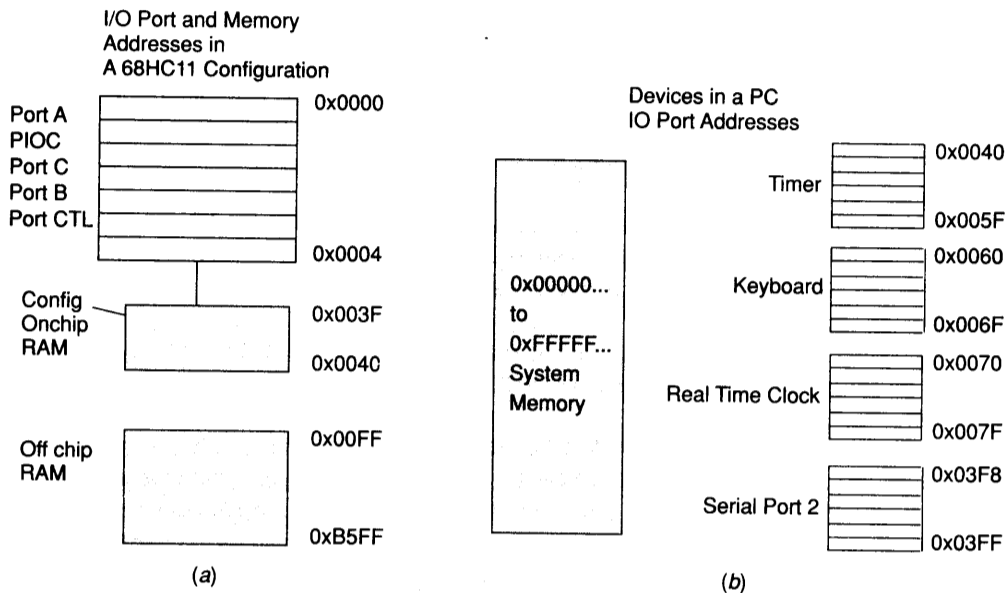 I/O Port and Memory
Addresses in
A 68HC11 Configuration
Port A
PIOC
Port C
Port B
Port CTL
0x0000
0x0004
Config
Onchip
RAM
0x003F
0x0040
Off chip
RAM
0x00FF
0xB5FF
(a)
Devices in a PC
IO Port Addresses
0x00000...
to
0xFFFFF...
System
Memory
Timer
0x0040
0x005F
Keyboard
0x0060
0x006F
Real Time Clock
0x0070
0x007F
Serial Port 2
0x03F8
0x03FF
(b)